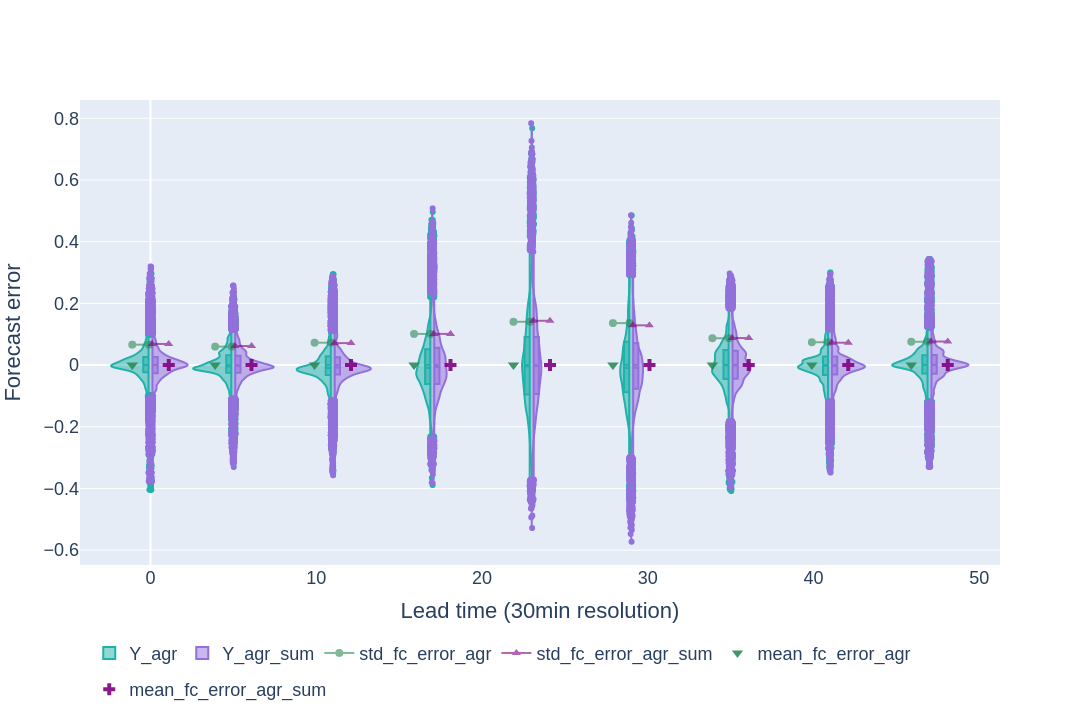 0.8
0.6
0.4
0.2
0
−0.2
−0.4
−0.6
Forecast error
0 10 20 30 40 50
Lead time (30min resolution)
Y_agr Y_agr_sum std_fc_error_agr std_fc_error_agr_sum mean_fc_error_agr
mean_fc_error_agr_sum